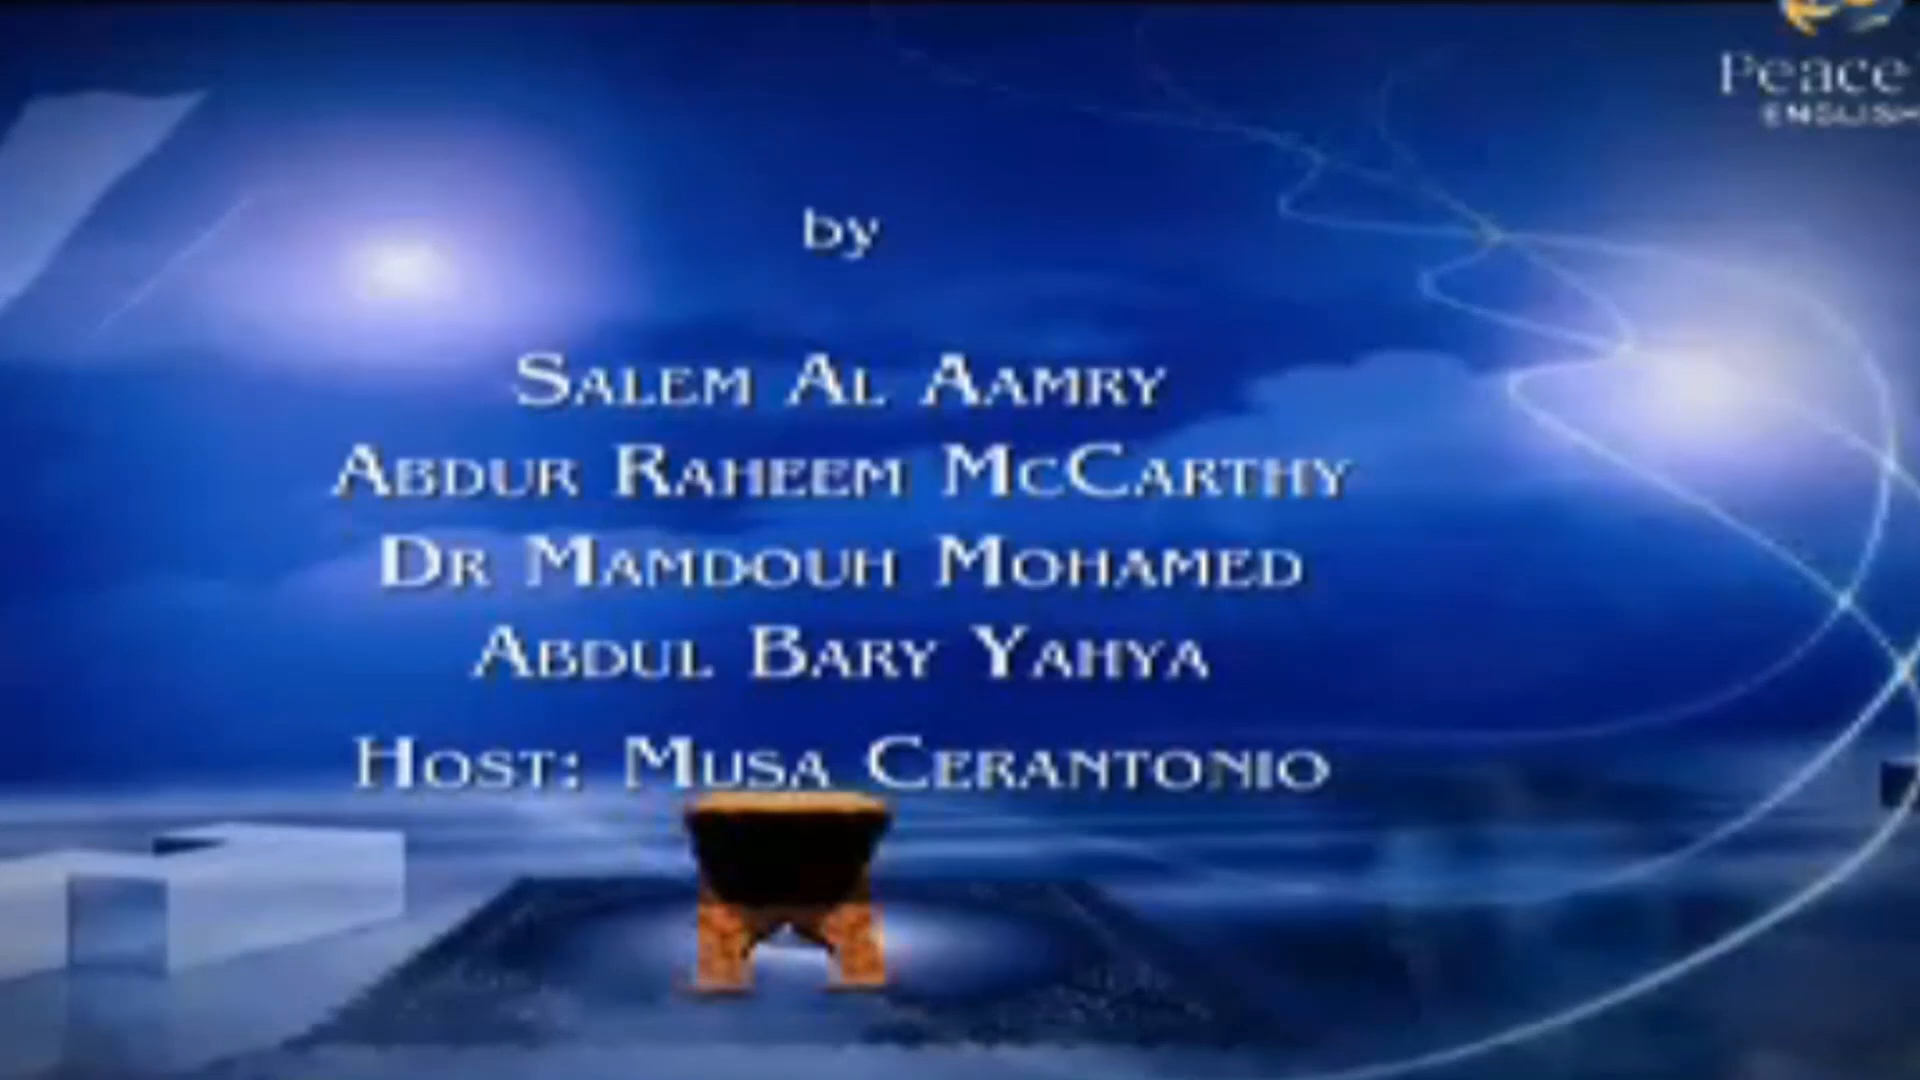 Peace
ENGLISH
by
SALEM AL AAMRY
ABDUR RAHEEM MCCARTHY
DR MAMDOUH MOHAMED
ABDUL BARY YAHYA
HOST: MUSA CERANTONIO